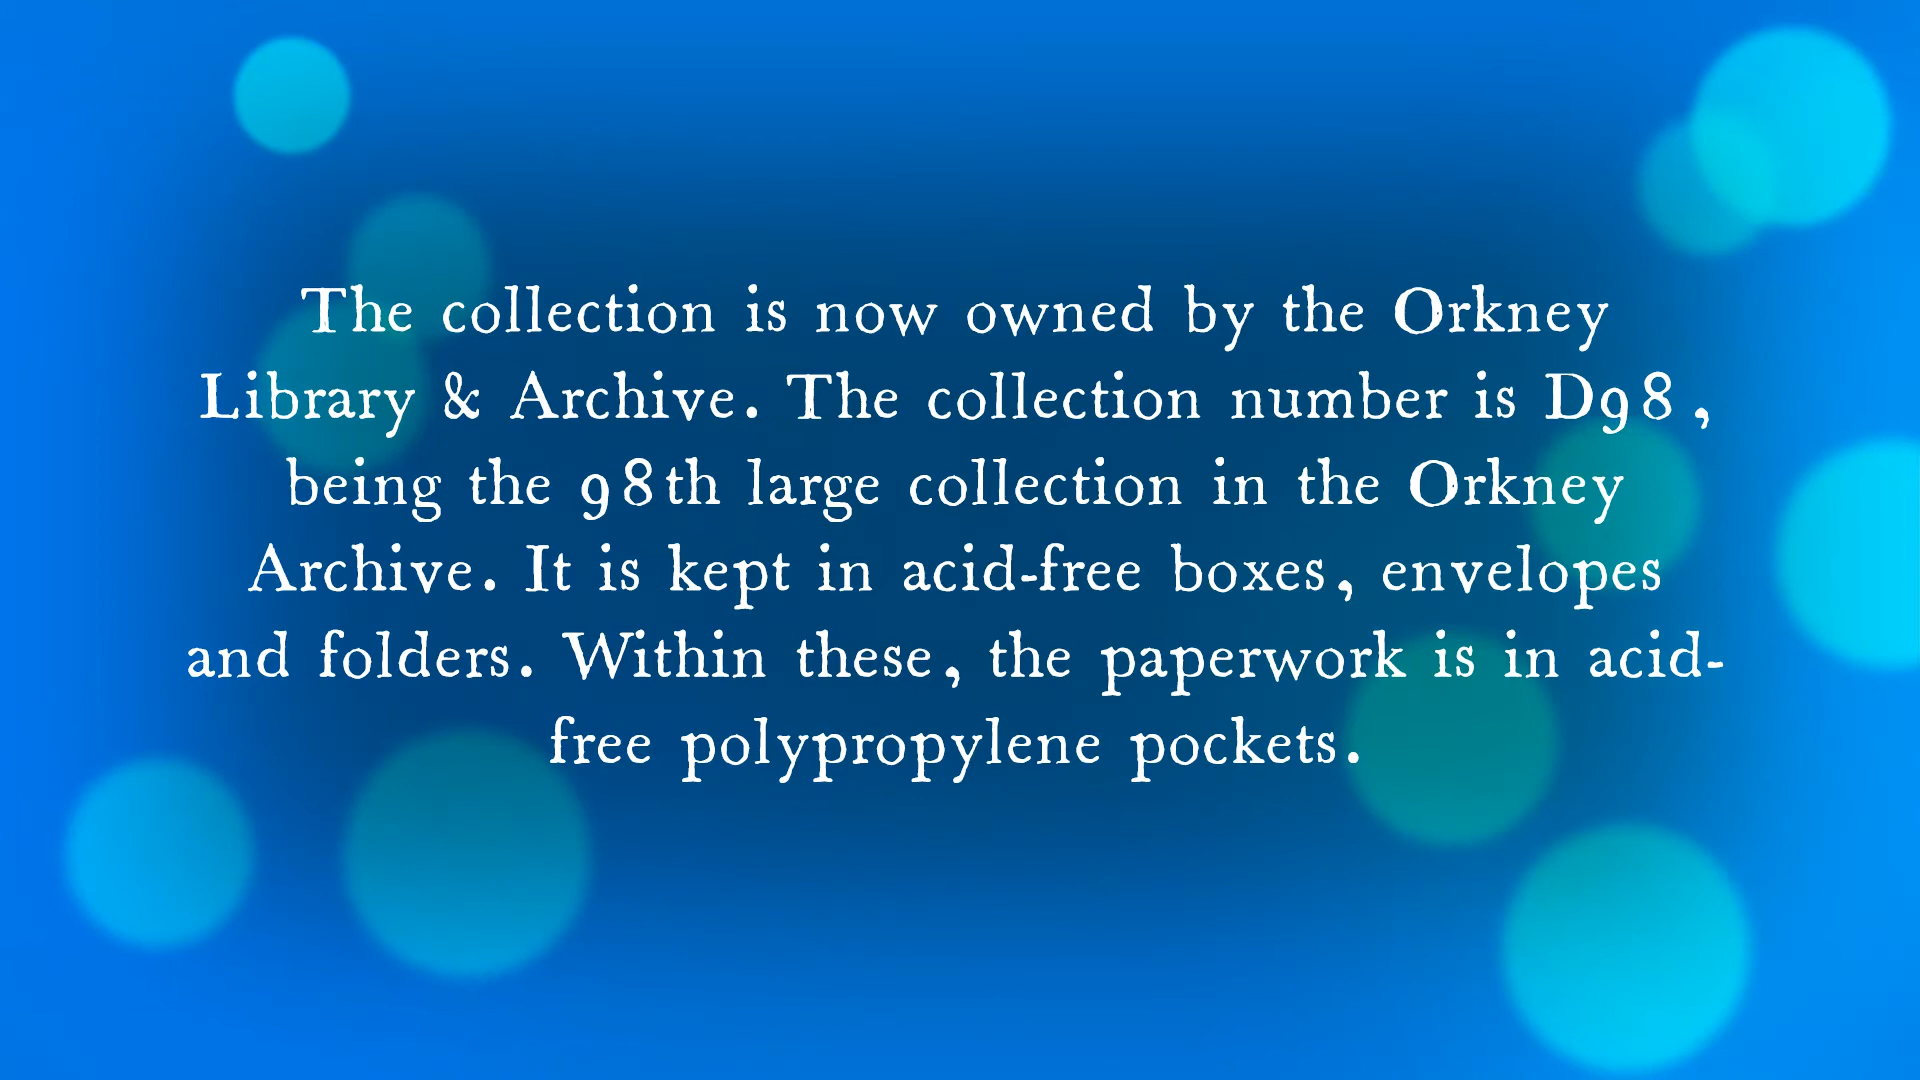 The collection is now owned by the Orkney
Library & Archive. The collection number is D98,
being the 98th large collection in the Orkney
Archive. It is kept in acid-free boxes, envelopes
and folders. Within these, the paperwork is in acid-
free polypropylene pockets.